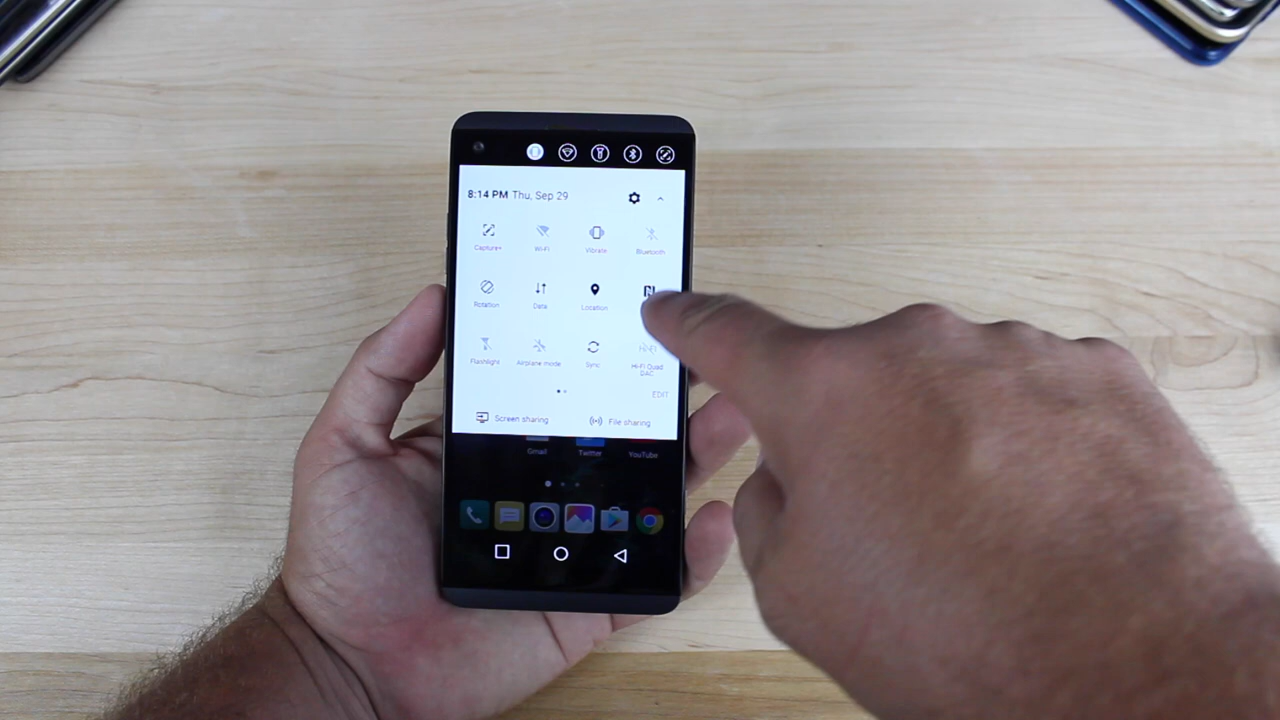 8:14 PM Thu, Sep 29
Capture+ Wi-Fi Vibrate Bluetooth
Rotation Data Location
Flashlight Airplane mode Sync Hi-Fi Quad DAC
EDIT
Screen sharing File sharing
Gmail Twitter YouTube